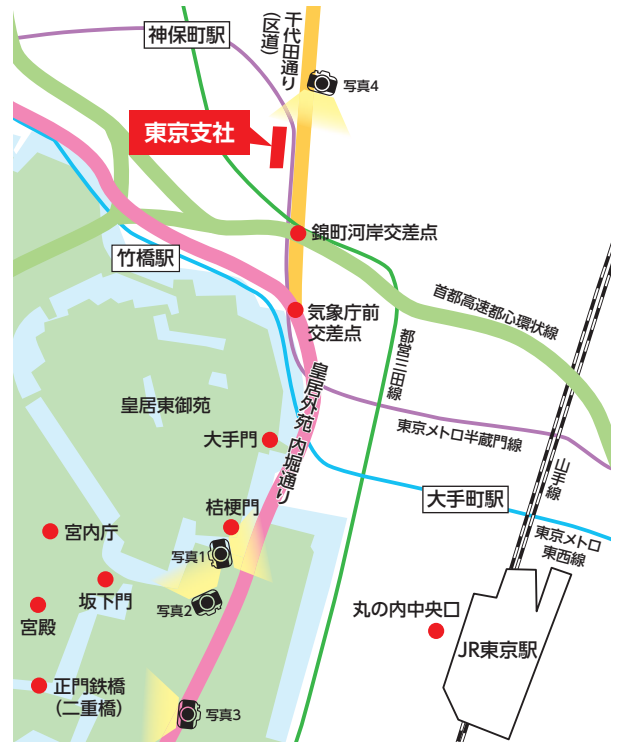 神保町駅
千代田通り
(区道)
写真4
東京支社
錦町河岸交差点
竹橋駅
気象庁前
交差点
首都高速都心環状線
都営三田線
皇居外苑 内堀通り
皇居東御苑
東京メトロ半蔵門線
大手門
山手線
大手町駅
桔梗門
東京メトロ
東西線
宮内庁
写真1
坂下門
写真2
宮殿
丸の内中央口
JR東京駅
正門鉄橋
(二重橋)
写真3